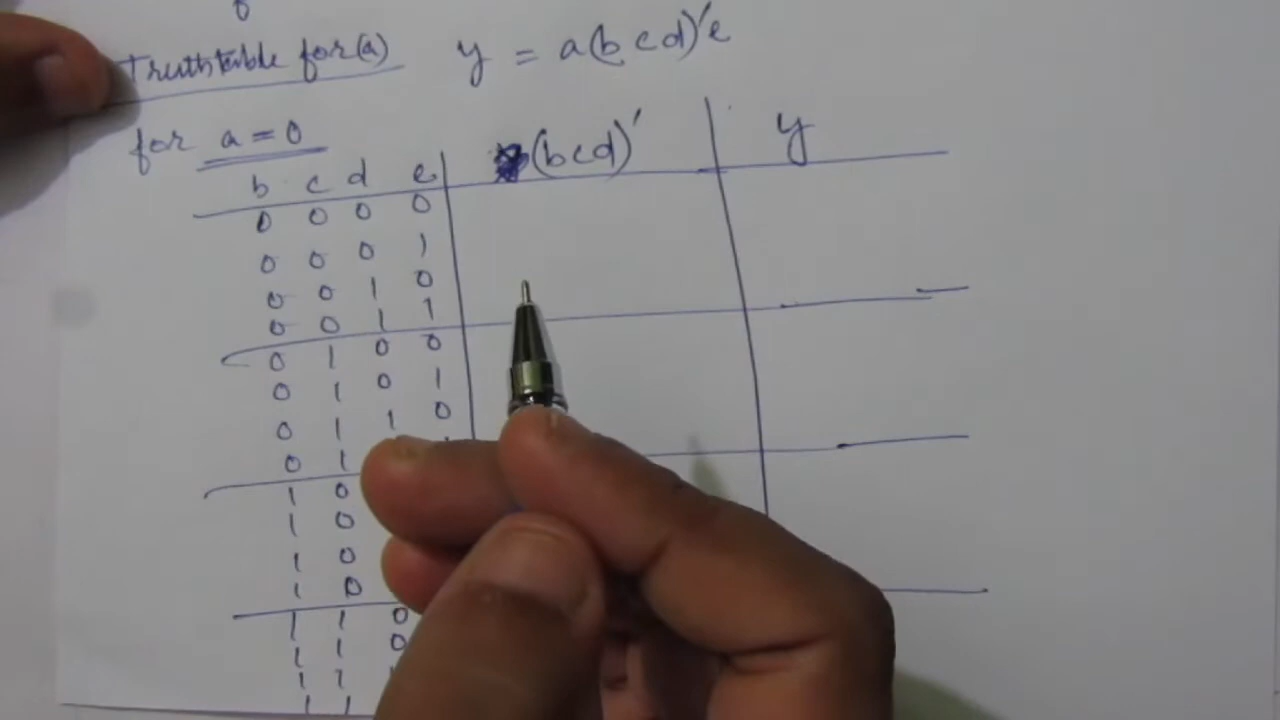 Truthtable for (a) y = a(bcd)'e
for a = 0
b c d e (bcd)' y
0 0 0 0
0 0 0 1
0 0 1 0
0 0 1 1
0 1 0 0
0 1 0 1
0 1 1 0
0 1
1 0
1 0
1 0
1 0
1 1 0
1 1 0
1 1
1 1